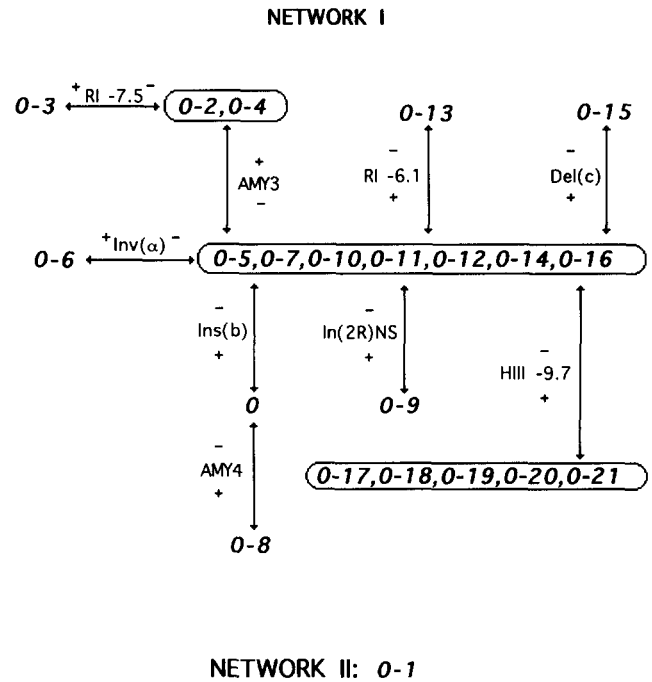 NETWORK I
0-3 + RI -7.5 - 0-2,0-4 0-13 0-15
+ - -
AMY3 RI -6.1 Del(c)
- + +
0-6 + Inv(α) - 0-5,0-7,0-10,0-11,0-12,0-14,0-16
- - -
Ins(b) In(2R)NS HIII -9.7
+ + +
0 0-9
-
AMY4 0-17,0-18,0-19,0-20,0-21
+
0-8
NETWORK II: 0-1